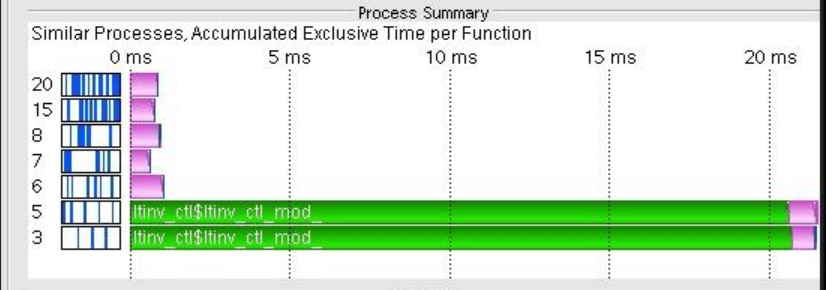 Process Summary
Similar Processes, Accumulated Exclusive Time per Function
0 ms 5 ms 10 ms 15 ms 20 ms
20
15
8
7
6
5 ltinv_ctl$ltinv_ctl_mod_
3 ltinv_ctl$ltinv_ctl_mod_